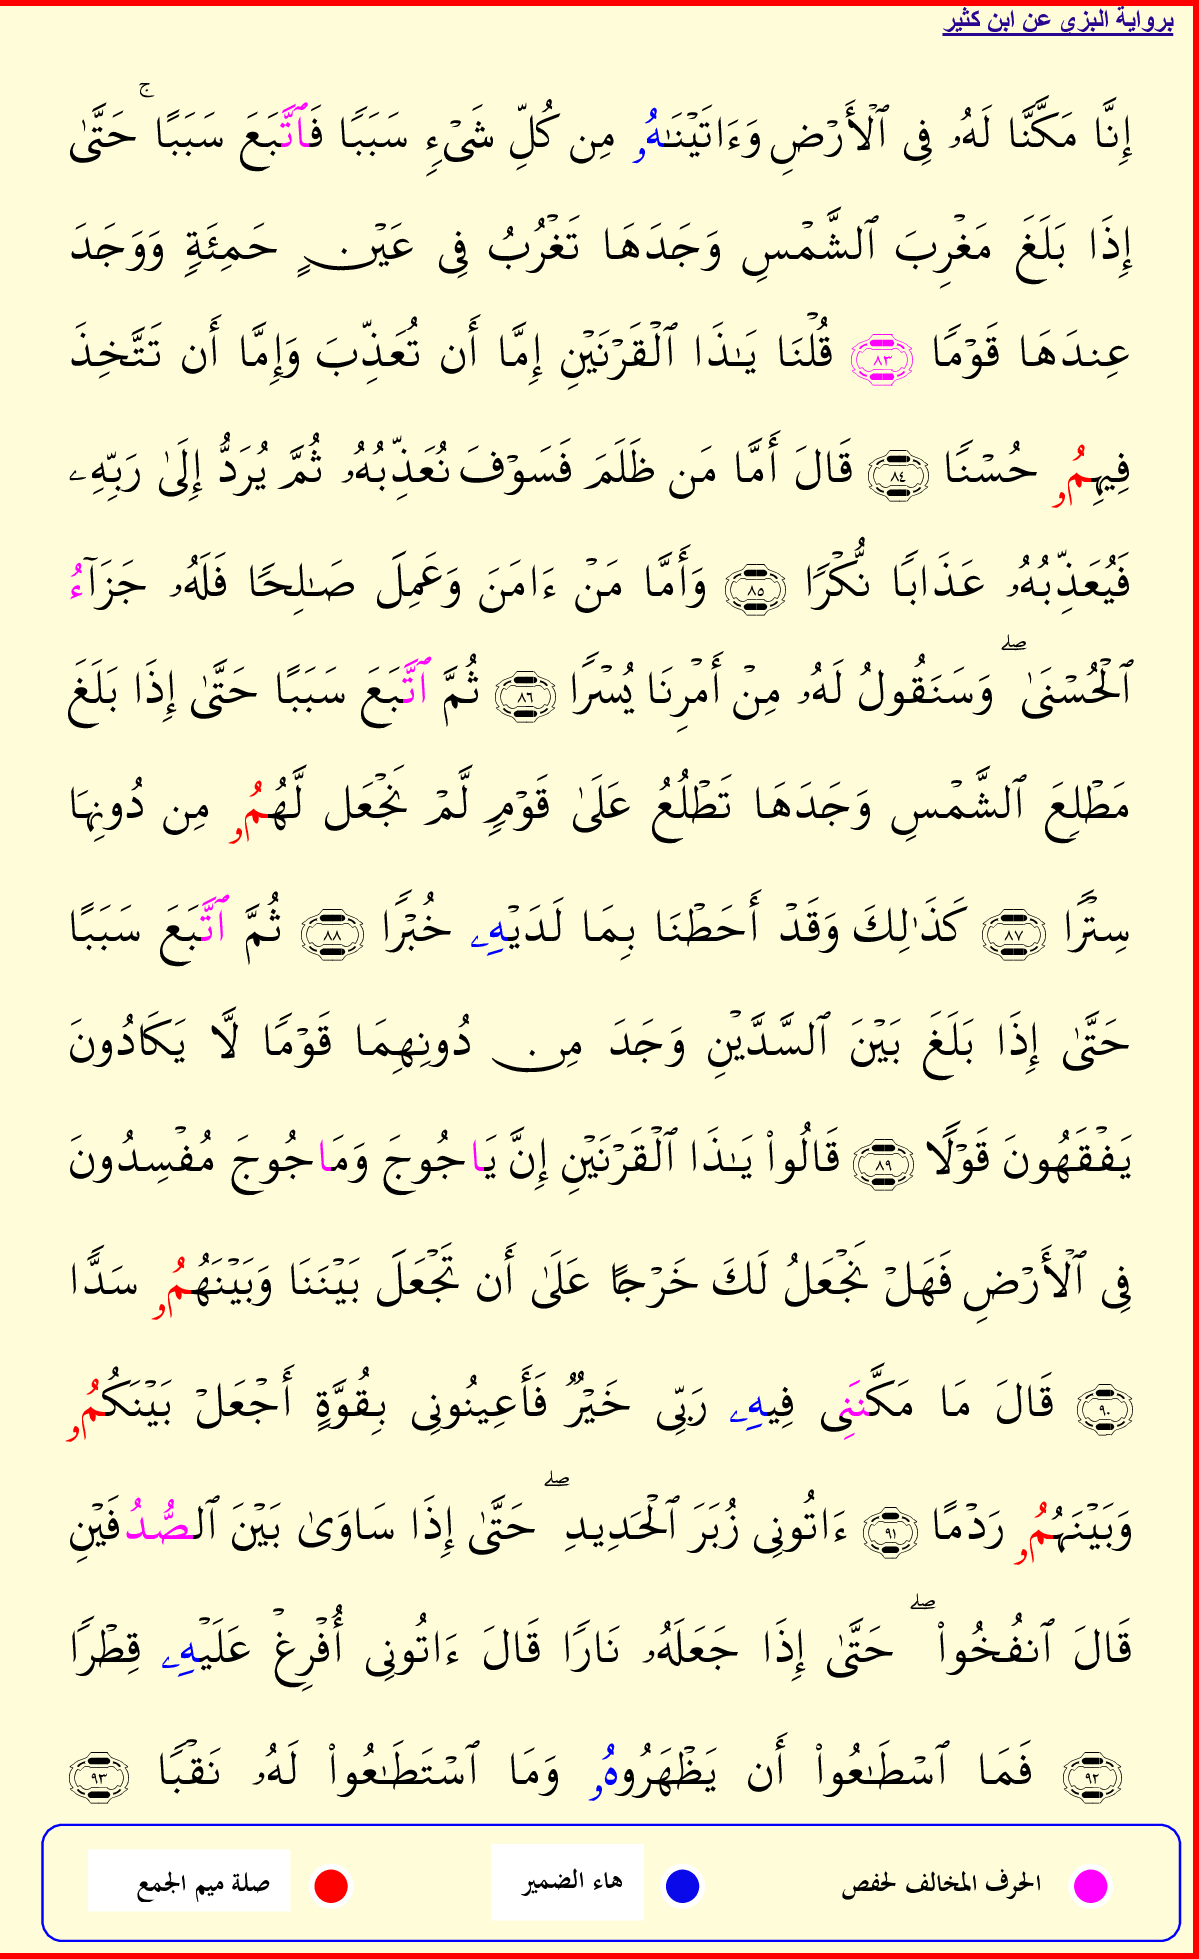 برواية البزي عن ابن كثير
إِنَّا مَكَّنَّا لَهُۥ فِى ٱلْأَرْضِ وَءَاتَيْنَـٰهُۥ مِن كُلِّ شَىْءٍ سَبَبًا فَٱتَّبَعَ سَبَبًا ۚ حَتَّىٰ
إِذَا بَلَغَ مَغْرِبَ ٱلشَّمْسِ وَجَدَهَا تَغْرُبُ فِى عَيْنٍ حَمِئَةٍ وَوَجَدَ
عِندَهَا قَوْمًا ٨٣ قُلْنَا يَـٰذَا ٱلْقَرْنَيْنِ إِمَّا أَن تُعَذِّبَ وَإِمَّا أَن تَتَّخِذَ
فِيهِمُۥ حُسْنًا ٨٤ قَالَ أَمَّا مَن ظَلَمَ فَسَوْفَ نُعَذِّبُهُۥ ثُمَّ يُرَدُّ إِلَىٰ رَبِّهِۦ
فَيُعَذِّبُهُۥ عَذَابًا نُّكْرًا ٨٥ وَأَمَّا مَنْ ءَامَنَ وَعَمِلَ صَـٰلِحًا فَلَهُۥ جَزَآءُ
ٱلْحُسْنَىٰ ۖ وَسَنَقُولُ لَهُۥ مِنْ أَمْرِنَا يُسْرًا ٨٦ ثُمَّ ٱتَّبَعَ سَبَبًا حَتَّىٰ إِذَا بَلَغَ
مَطْلِعَ ٱلشَّمْسِ وَجَدَهَا تَطْلُعُ عَلَىٰ قَوْمٍ لَّمْ نَجْعَل لَّهُمُۥ مِن دُونِهَا
سِتْرًا ٨٧ كَذَٰلِكَ وَقَدْ أَحَطْنَا بِمَا لَدَيْهِۦ خُبْرًا ٨٨ ثُمَّ ٱتَّبَعَ سَبَبًا
حَتَّىٰ إِذَا بَلَغَ بَيْنَ ٱلسَّدَّيْنِ وَجَدَ مِن دُونِهِمَا قَوْمًا لَّا يَكَادُونَ
يَفْقَهُونَ قَوْلًا ٨٩ قَالُوا۟ يَـٰذَا ٱلْقَرْنَيْنِ إِنَّ يَاجُوجَ وَمَاجُوجَ مُفْسِدُونَ
فِى ٱلْأَرْضِ فَهَلْ نَجْعَلُ لَكَ خَرْجًا عَلَىٰ أَن تَجْعَلَ بَيْنَنَا وَبَيْنَهُمُۥ سَدًّا
٩٠ قَالَ مَا مَكَّنَنِى فِيهِۦ رَبِّى خَيْرٌ فَأَعِينُونِى بِقُوَّةٍ أَجْعَلْ بَيْنَكُمُۥ
وَبَيْنَهُمُۥ رَدْمًا ٩١ ءَاتُونِى زُبَرَ ٱلْحَدِيدِ ۖ حَتَّىٰ إِذَا سَاوَىٰ بَيْنَ ٱلصُّدُفَيْنِ
قَالَ ٱنفُخُوا۟ ۖ حَتَّىٰ إِذَا جَعَلَهُۥ نَارًا قَالَ ءَاتُونِى أُفْرِغْ عَلَيْهِۦ قِطْرًا
٩٢ فَمَا ٱسْطَـٰعُوا۟ أَن يَظْهَرُوهُۥ وَمَا ٱسْتَطَـٰعُوا۟ لَهُۥ نَقْبًا ٩٣
الحرف المخالف لحفص هاء الضمير صلة ميم الجمع